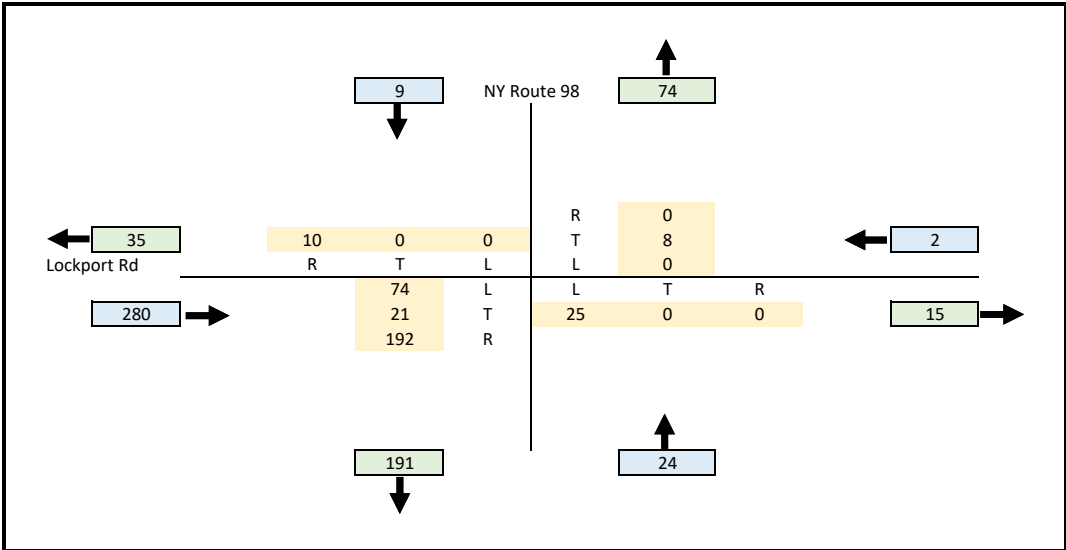 9 NY Route 98 74
R 0
35 10 0 0 T 8 2
Lockport Rd R T L L 0
74 L L T R
280 21 T 25 0 0 15
192 R
191 24